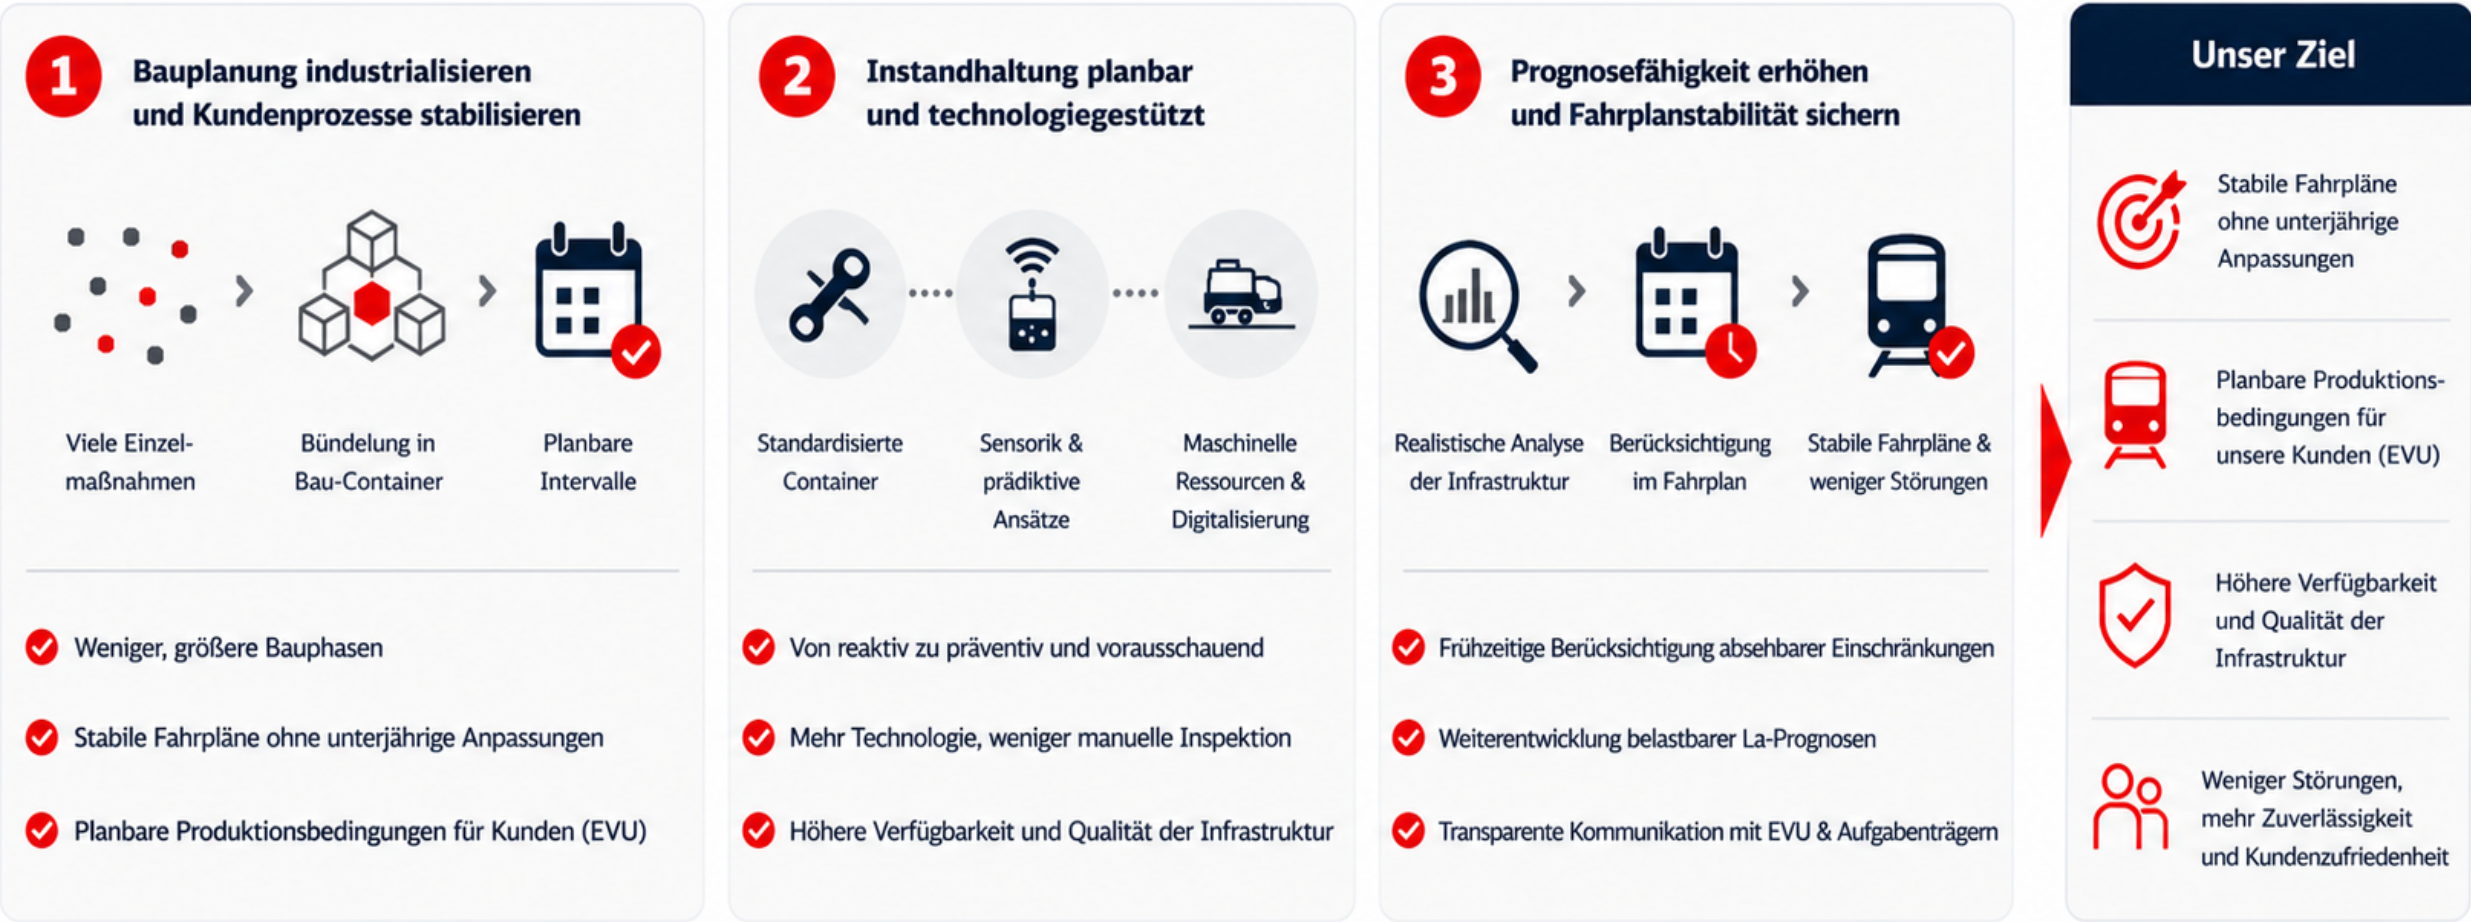 1
Bauplanung industrialisieren
und Kundenprozesse stabilisieren
Viele Einzel-
maßnahmen
Bündelung in
Bau-Container
Planbare
Intervalle
Weniger, größere Bauphasen
Stabile Fahrpläne ohne unterjährige Anpassungen
Planbare Produktionsbedingungen für Kunden (EVU)
2
Instandhaltung planbar
und technologiegestützt
Standardisierte
Container
Sensorik &
prädiktive
Ansätze
Maschinelle
Ressourcen &
Digitalisierung
Von reaktiv zu präventiv und vorausschauend
Mehr Technologie, weniger manuelle Inspektion
Höhere Verfügbarkeit und Qualität der Infrastruktur
3
Prognosefähigkeit erhöhen
und Fahrplanstabilität sichern
Realistische Analyse
der Infrastruktur
Berücksichtigung
im Fahrplan
Stabile Fahrpläne &
weniger Störungen
Frühzeitige Berücksichtigung absehbarer Einschränkungen
Weiterentwicklung belastbarer La-Prognosen
Transparente Kommunikation mit EVU & Aufgabenträgern
Unser Ziel
Stabile Fahrpläne
ohne unterjährige
Anpassungen
Planbare Produktions-
bedingungen für
unsere Kunden (EVU)
Höhere Verfügbarkeit
und Qualität der
Infrastruktur
Weniger Störungen,
mehr Zuverlässigkeit
und Kundenzufriedenheit